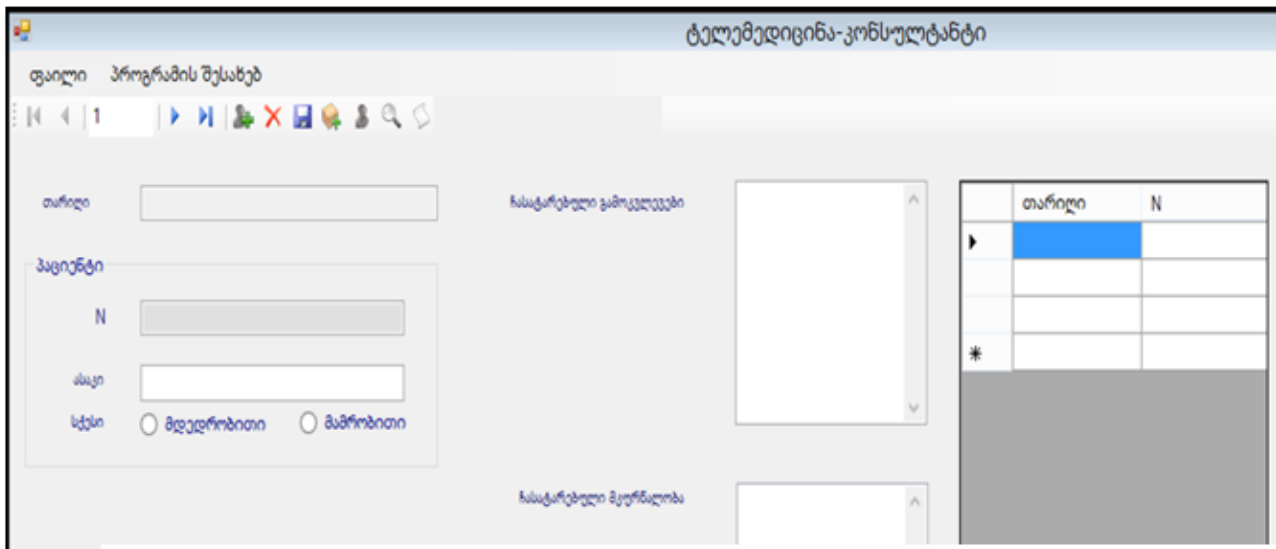 ტელემედიცინა-კონსულტანტი
ფაილი პროგრამის შესახებ
1
თარიღი
პაციენტი
N
ასაკი
სქესი მდედრობითი მამრობითი
ჩასატარებელი გამოკვლევები
ჩასატარებელი მკურნალობა
თარიღი N